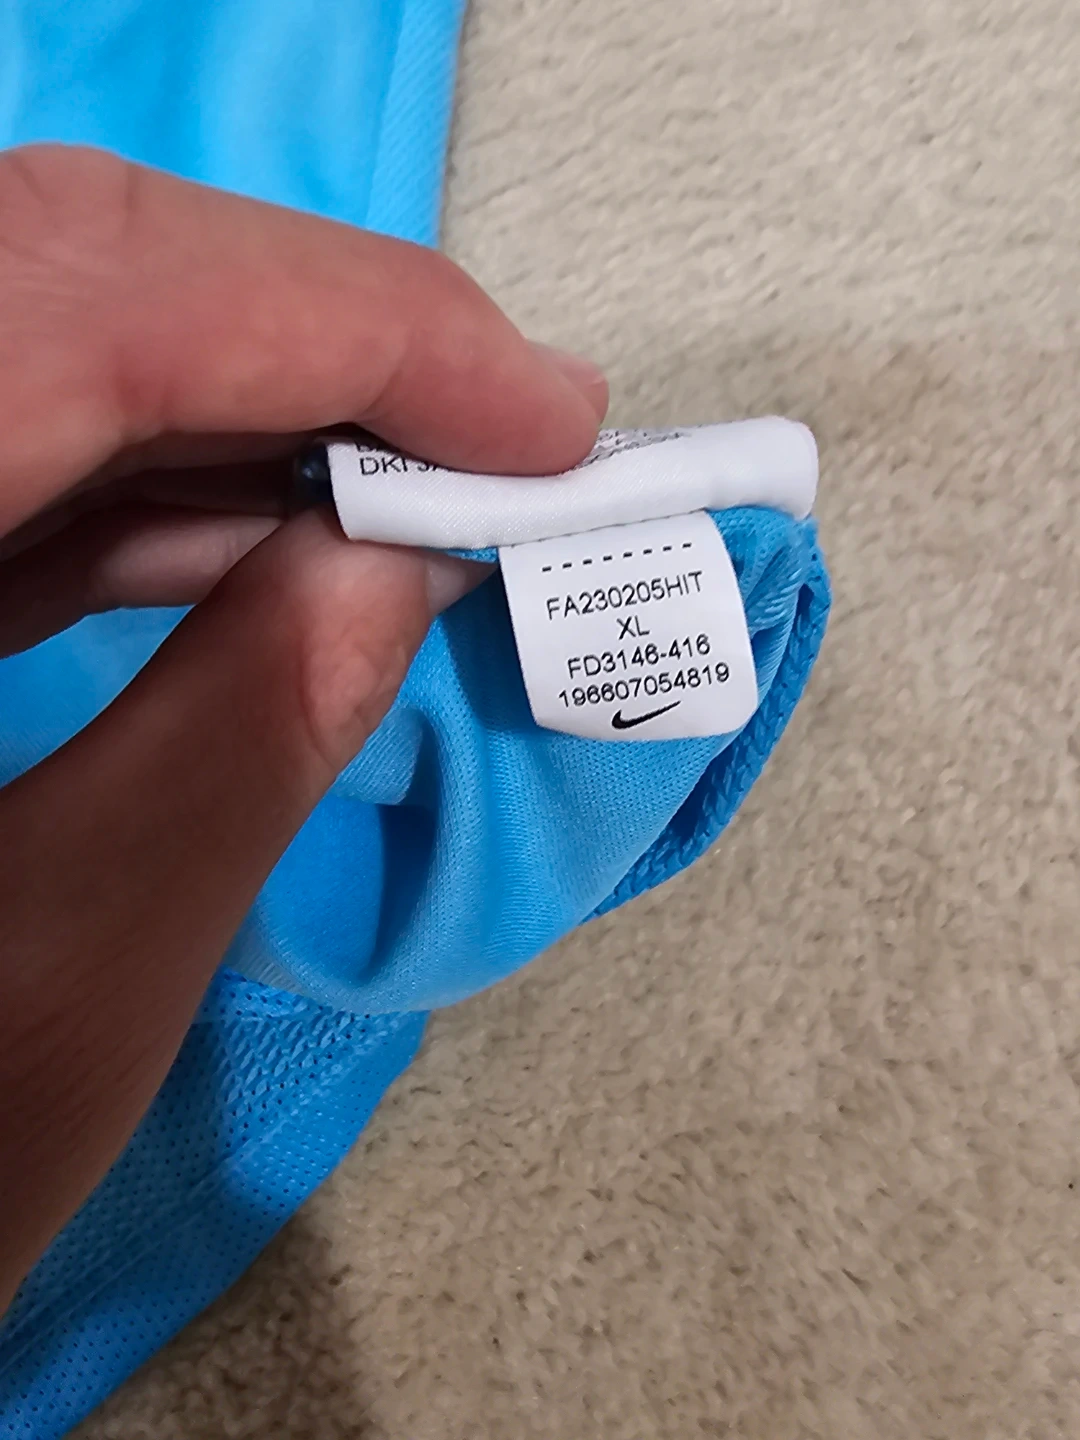 DKI
--------
FA230205HIT
XL
FD3146-416
196607054819